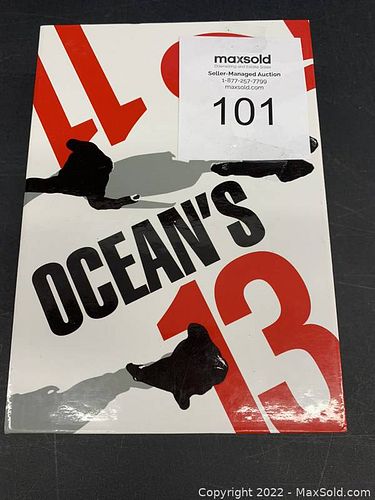 maxsold
Downsizing and Estate Sales
Seller-Managed Auction
1-877-257-7799
maxsold.com
101
11
OCEAN'S
13
Copyright 2022 - MaxSold.com